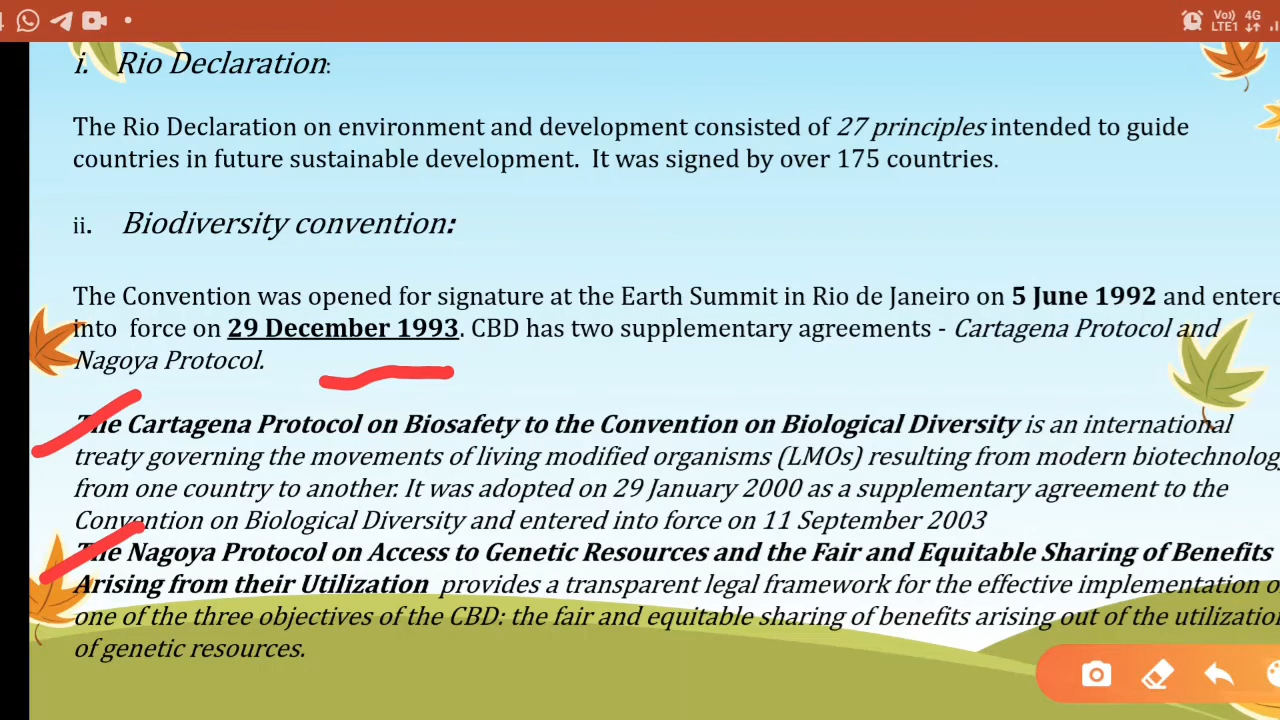 Vo)) 4G
LTE1
i. Rio Declaration:
The Rio Declaration on environment and development consisted of 27 principles intended to guide
countries in future sustainable development. It was signed by over 175 countries.
ii. Biodiversity convention:
The Convention was opened for signature at the Earth Summit in Rio de Janeiro on 5 June 1992 and entere
into force on 29 December 1993. CBD has two supplementary agreements - Cartagena Protocol and
Nagoya Protocol.
The Cartagena Protocol on Biosafety to the Convention on Biological Diversity is an international
treaty governing the movements of living modified organisms (LMOs) resulting from modern biotechnolog
from one country to another. It was adopted on 29 January 2000 as a supplementary agreement to the
Convention on Biological Diversity and entered into force on 11 September 2003
The Nagoya Protocol on Access to Genetic Resources and the Fair and Equitable Sharing of Benefits
Arising from their Utilization provides a transparent legal framework for the effective implementation o
one of the three objectives of the CBD: the fair and equitable sharing of benefits arising out of the utilization
of genetic resources.